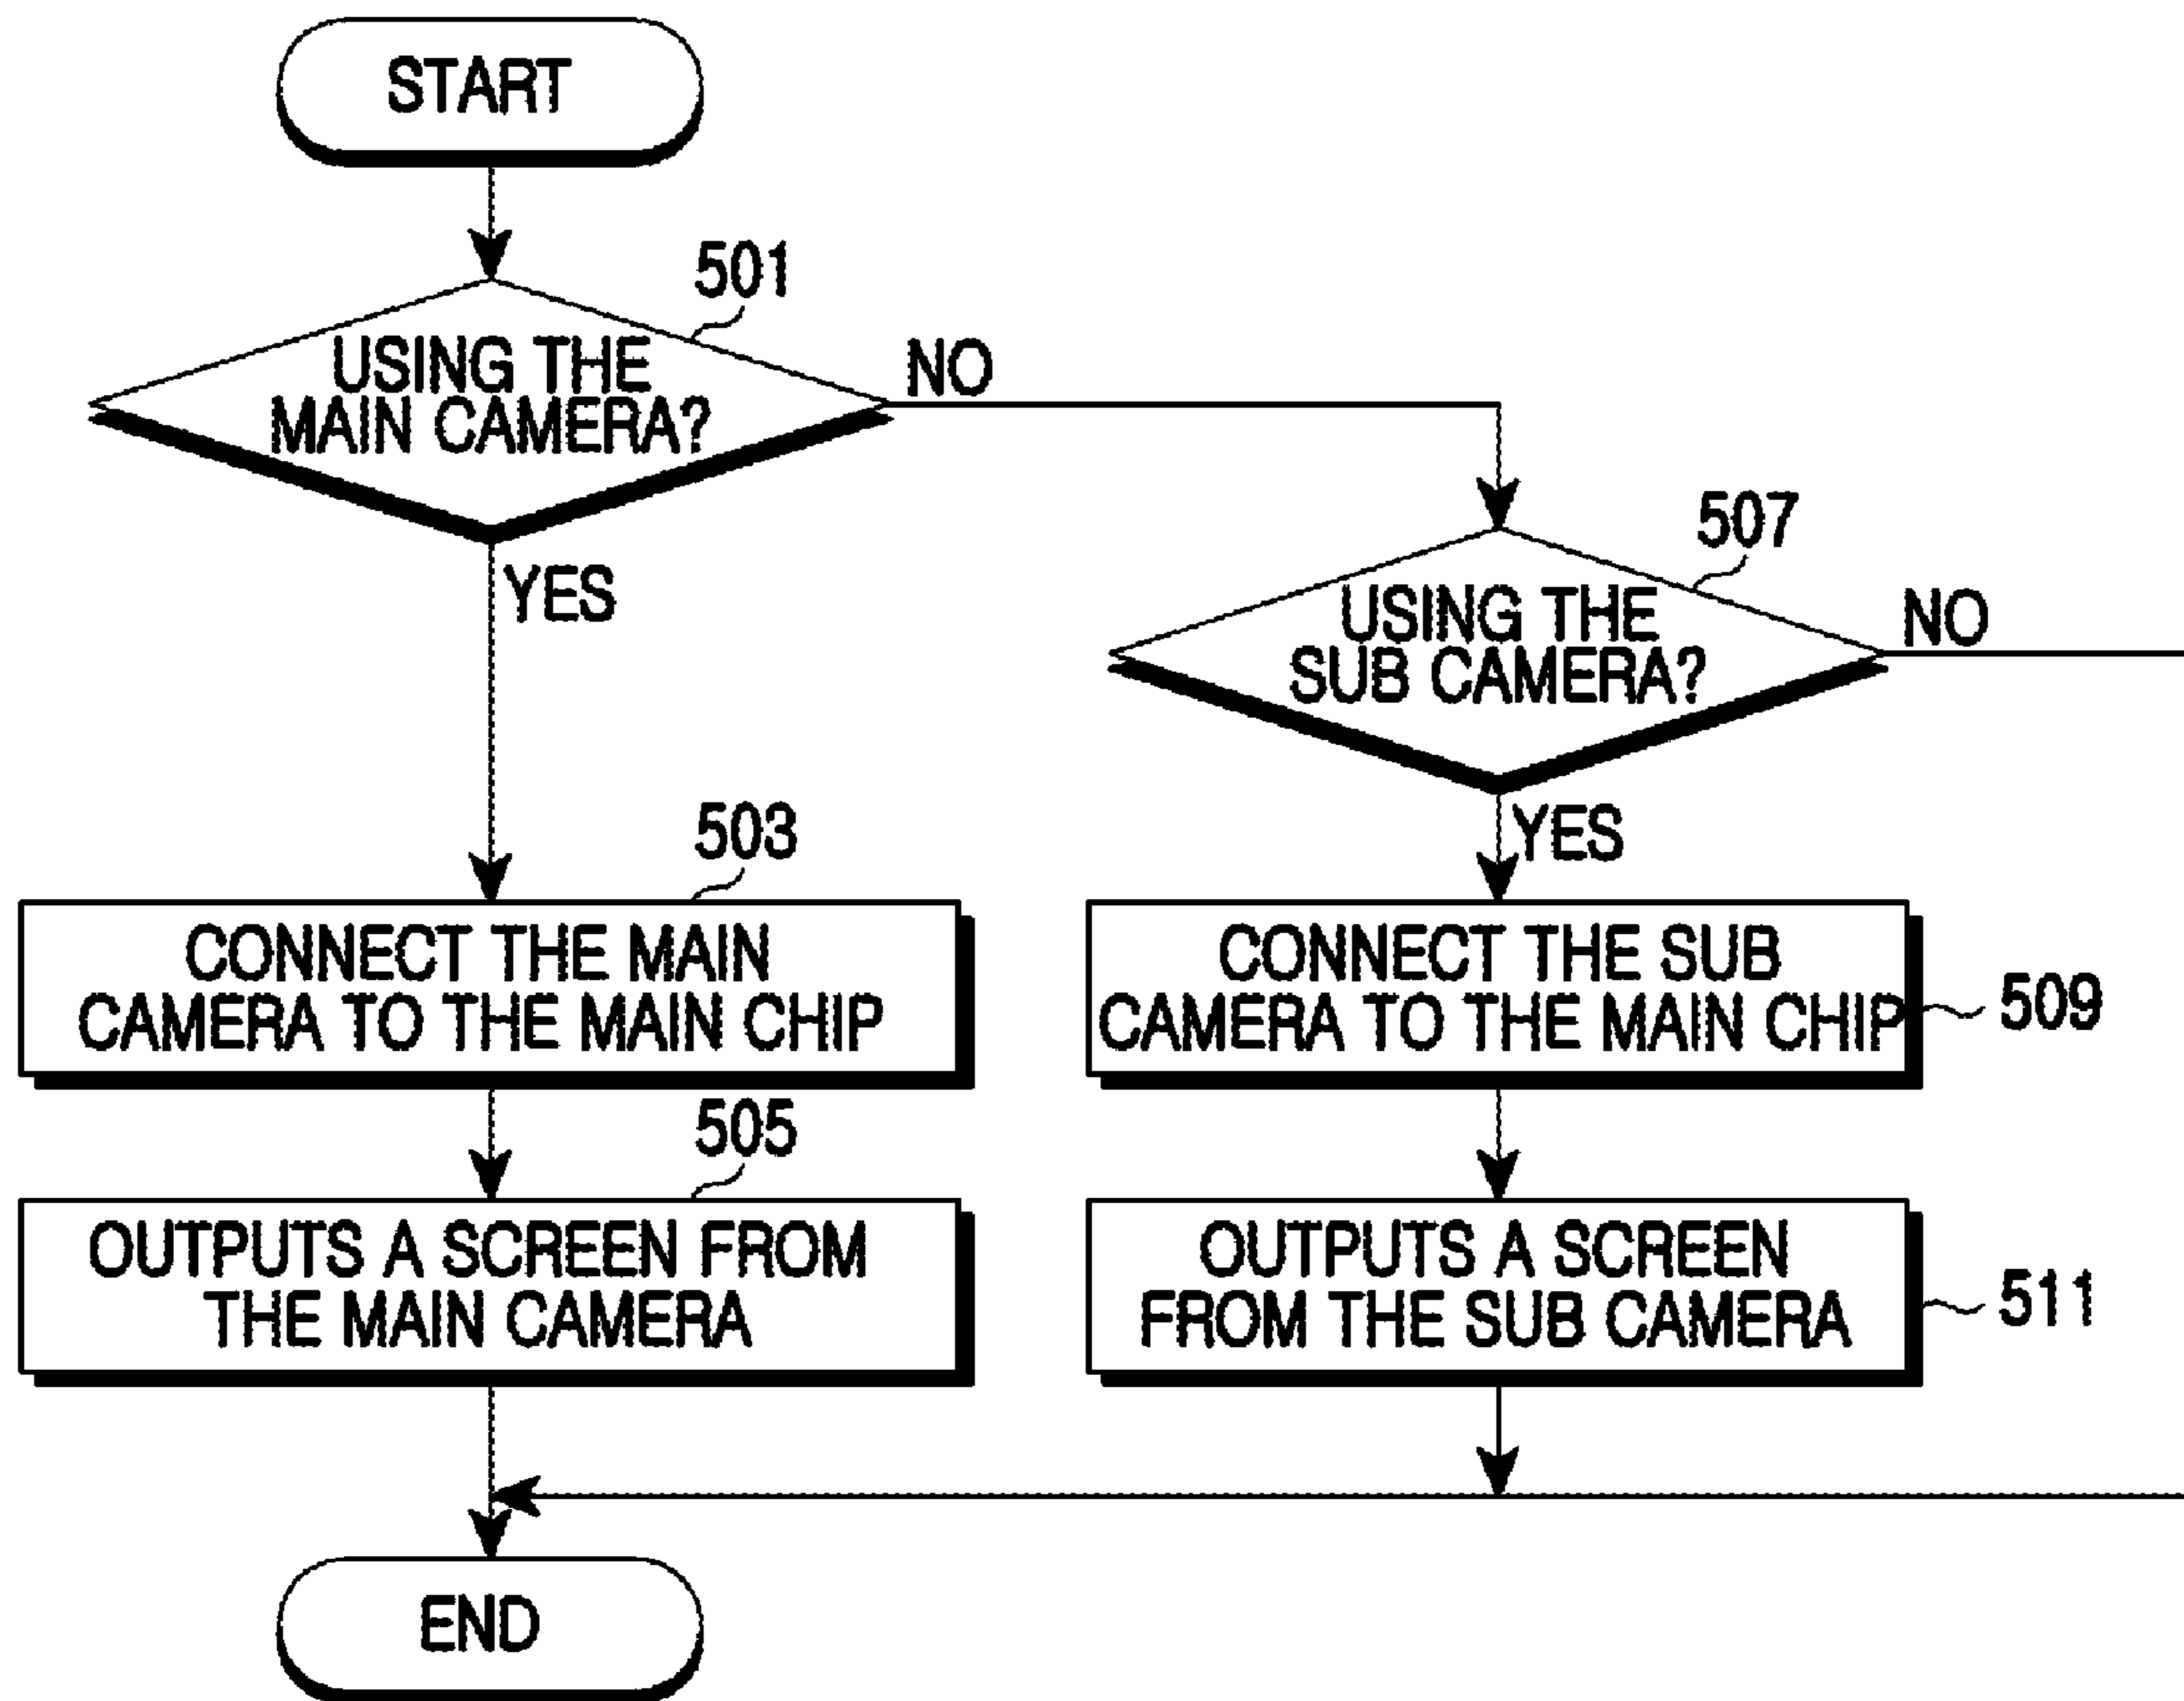 START
501
USING THE
MAIN CAMERA?
NO
YES
507
USING THE
SUB CAMERA?
NO
YES
503
CONNECT THE MAIN
CAMERA TO THE MAIN CHIP
CONNECT THE SUB
CAMERA TO THE MAIN CHIP
509
505
OUTPUTS A SCREEN FROM
THE MAIN CAMERA
OUTPUTS A SCREEN
FROM THE SUB CAMERA
511
END